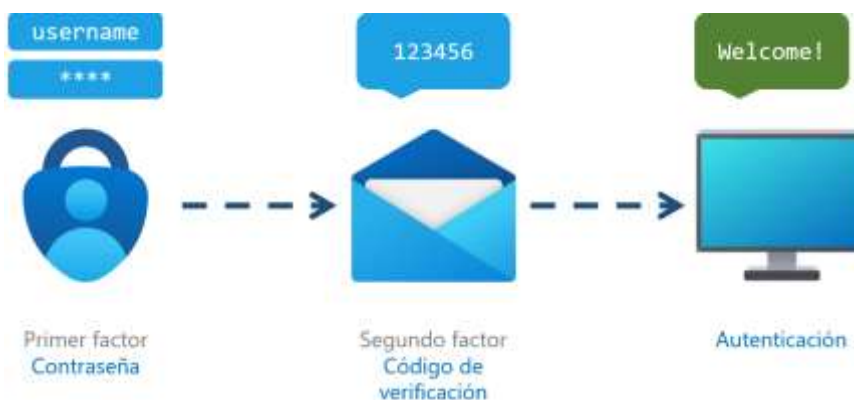 username
****
123456
Welcome!
Primer factor
Contraseña
Segundo factor
Código de
verificación
Autenticación